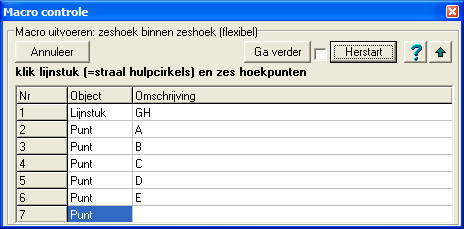 Macro controle
Macro uitvoeren: zeshoek binnen zeshoek (flexibel)
Annuleer Ga verder Herstart ?
klik lijnstuk (=straal hulpcirkels) en zes hoekpunten
Nr Object Omschrijving
1 Lijnstuk GH
2 Punt A
3 Punt B
4 Punt C
5 Punt D
6 Punt E
7 Punt